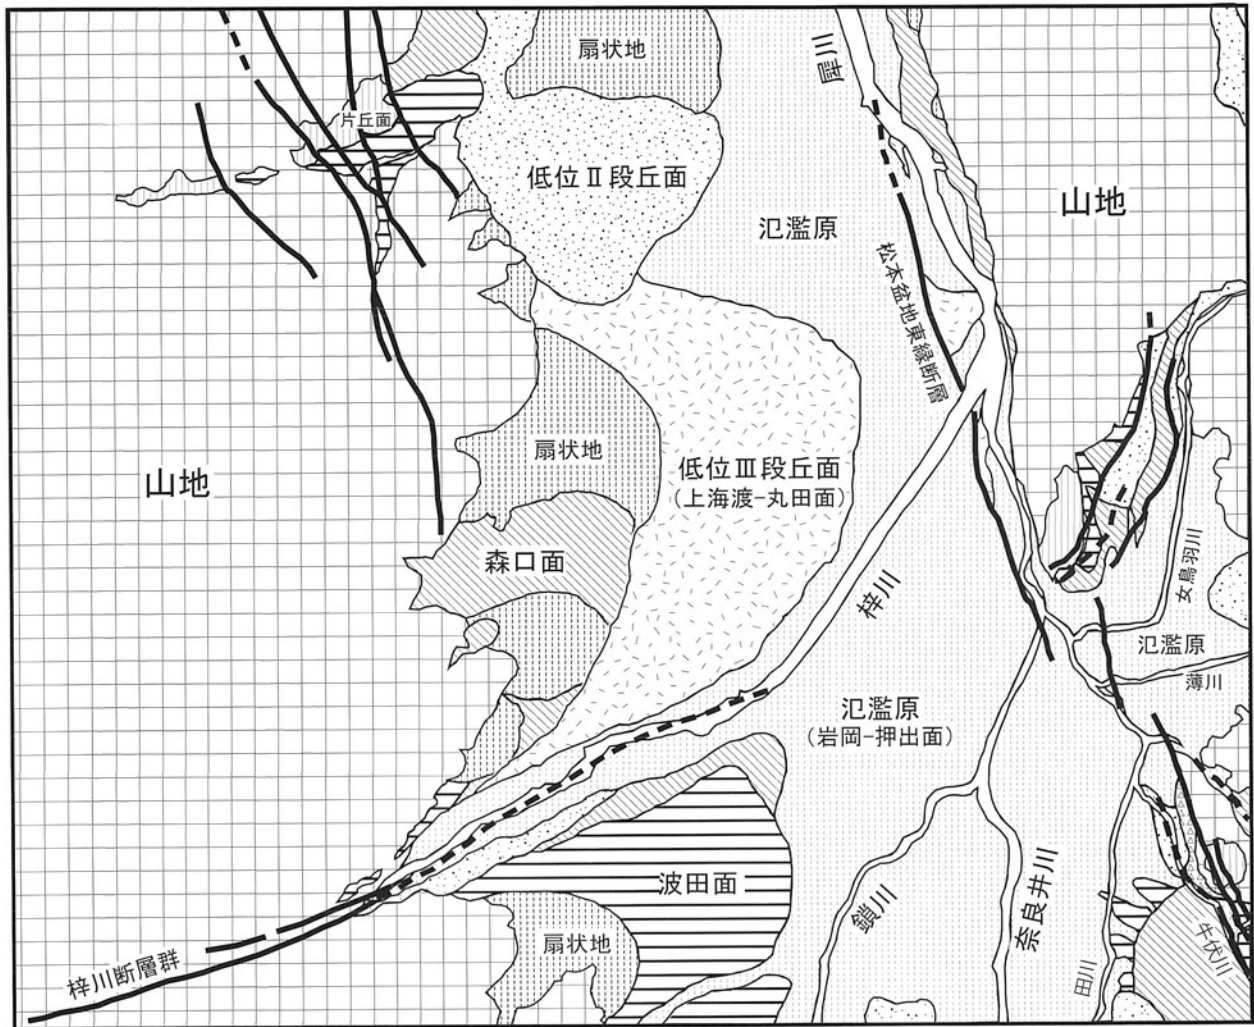 扇状地
犀川
片丘面
低位Ⅱ段丘面
山地
氾濫原
松本盆地東縁断層
扇状地
低位Ⅲ段丘面
(上海渡−丸田面)
山地
森口面
梓川
女鳥羽川
氾濫原
薄川
氾濫原
(岩岡−押出面)
波田面
鎖川
奈良井川
扇状地
田川
牛伏川
梓川断層群